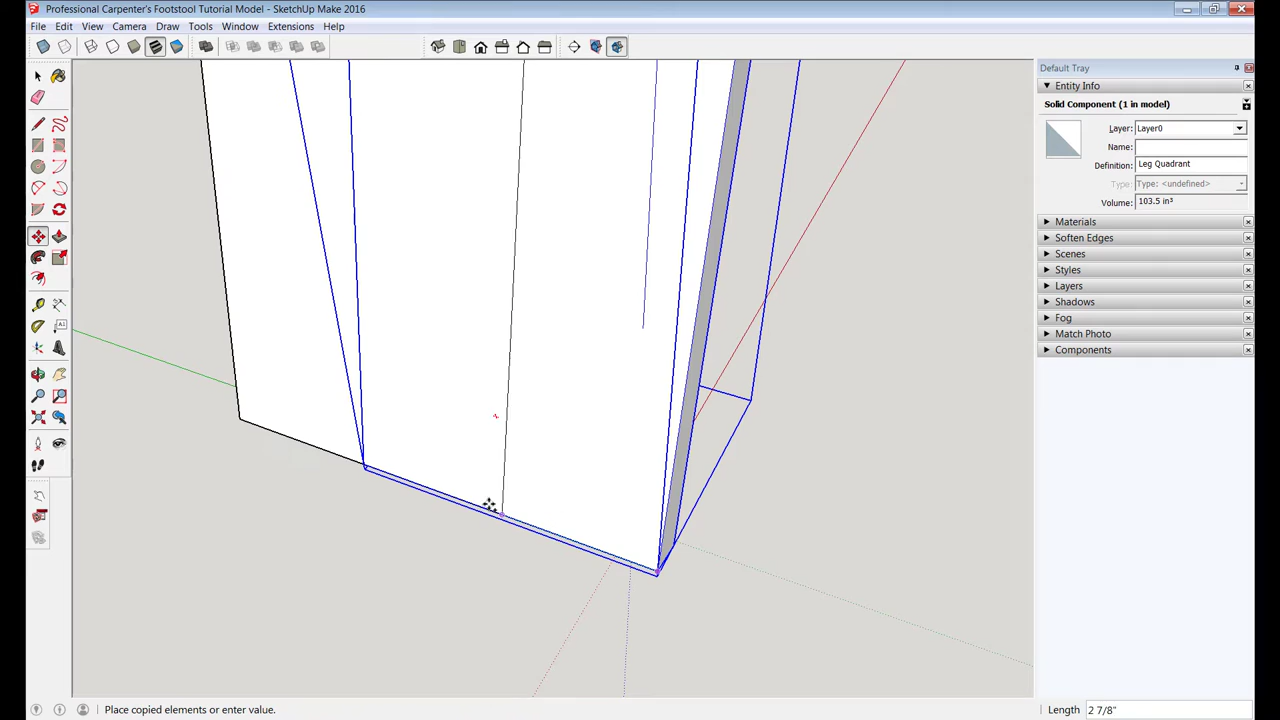 Professional Carpenter's Footstool Tutorial Model - SketchUp Make 2016
File Edit View Camera Draw Tools Window Extensions Help
Default Tray
Entity Info
Solid Component (1 in model)
Layer: Layer0
Name:
Definition: Leg Quadrant
Type: Type: <undefined>
Volume: 103.5 in³
Materials
Soften Edges
Scenes
Styles
Layers
Shadows
Fog
Match Photo
Components
Place copied elements or enter value.
Length 2 7/8"